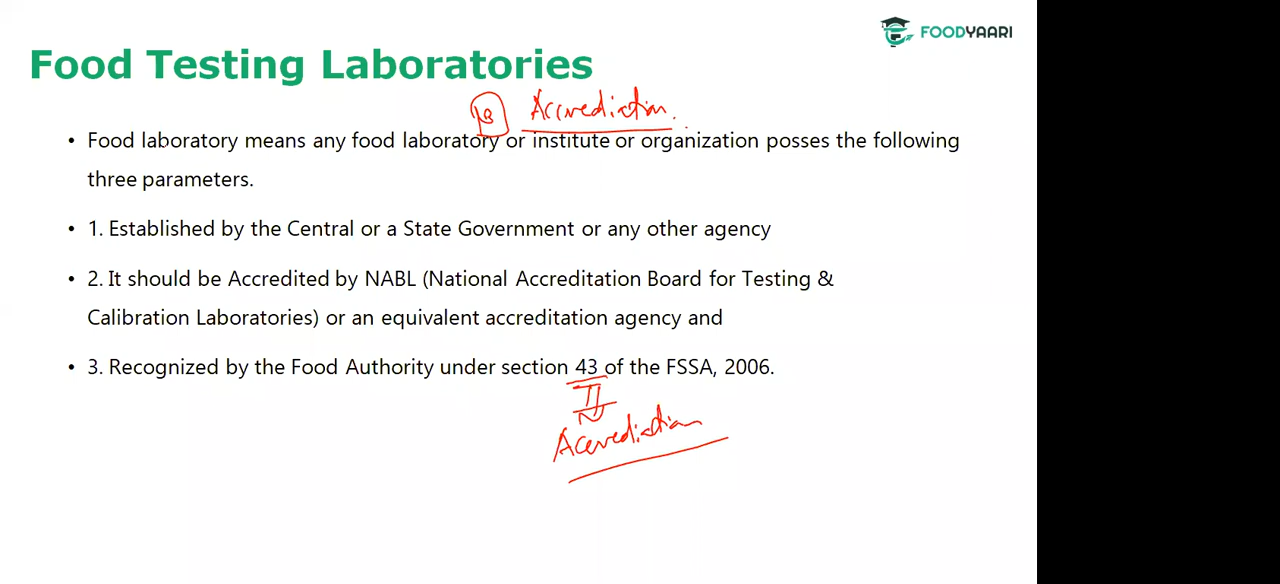 FOODYAARI
Food Testing Laboratories
Accrediction.
• Food laboratory means any food laboratory or institute or organization posses the following
three parameters.
• 1. Established by the Central or a State Government or any other agency
• 2. It should be Accredited by NABL (National Accreditation Board for Testing &
Calibration Laboratories) or an equivalent accreditation agency and
• 3. Recognized by the Food Authority under section 43 of the FSSA, 2006.
Accrediction